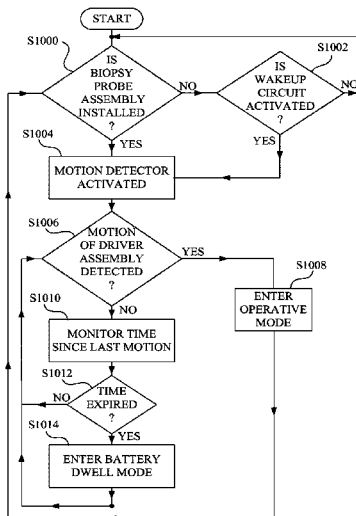 START
S1000
IS
BIOPSY
PROBE
ASSEMBLY
INSTALLED
?
NO
YES
S1002
IS
WAKEUP
CIRCUIT
ACTIVATED
?
NO
YES
S1004
MOTION DETECTOR
ACTIVATED
S1006
MOTION
OF DRIVER
ASSEMBLY
DETECTED
?
YES
NO
S1008
ENTER
OPERATIVE
MODE
S1010
MONITOR TIME
SINCE LAST MOTION
S1012
TIME
EXPIRED
?
NO
YES
S1014
ENTER BATTERY
DWELL MODE